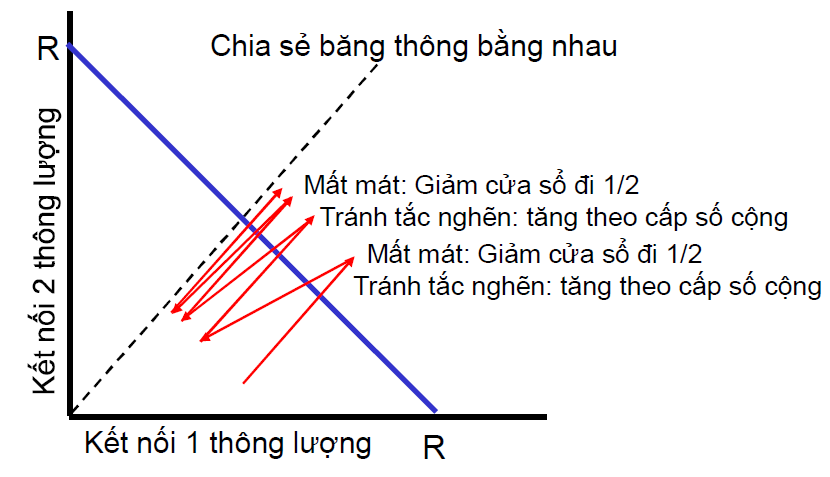 R
Chia sẻ băng thông bằng nhau
Kết nối 2 thông lượng
Mất mát: Giảm cửa sổ đi 1/2
Tránh tắc nghẽn: tăng theo cấp số cộng
Mất mát: Giảm cửa sổ đi 1/2
Tránh tắc nghẽn: tăng theo cấp số cộng
Kết nối 1 thông lượng
R